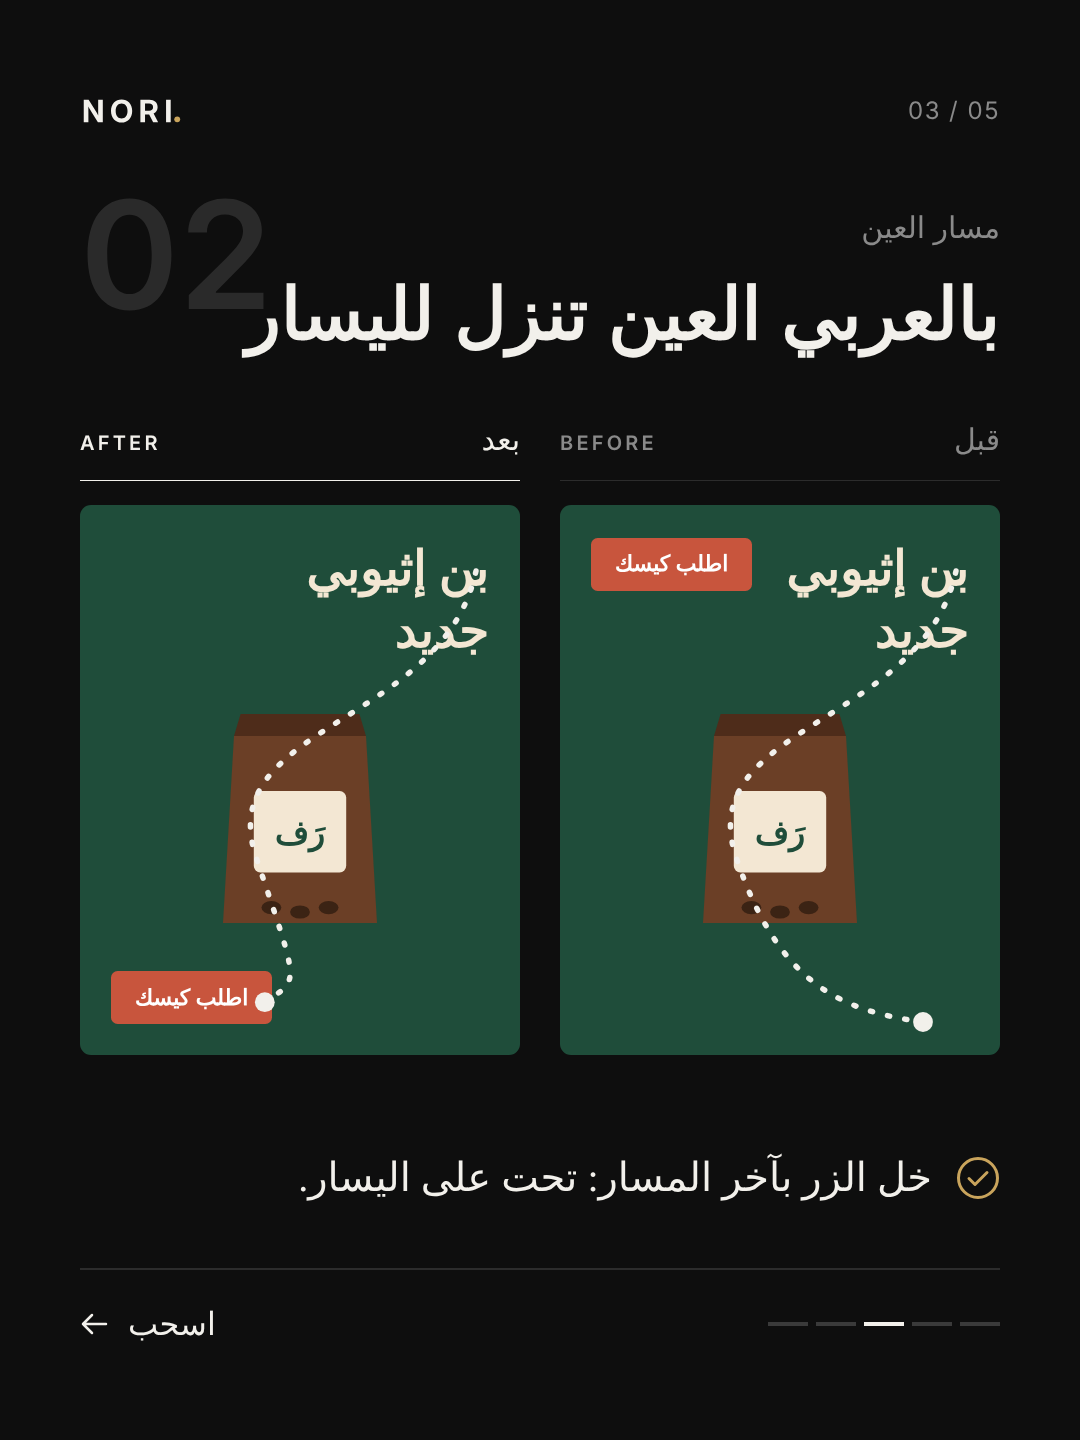 NORI.
03 / 05
02
مسار العين
بالعربي العين تنزل لليسار
قبل
BEFORE
بعد
AFTER
بن إثيوبي
جديد
اطلب كيسك
رَف
بن إثيوبي
جديد
رَف
اطلب كيسك
خل الزر بآخر المسار: تحت على اليسار.
اسحب